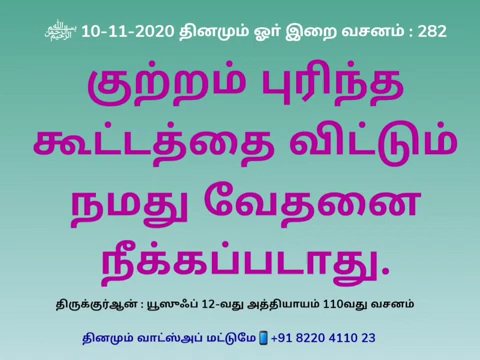 ﷽ 10-11-2020 தினமும் ஓர் இறை வசனம் : 282
குற்றம் புரிந்த
கூட்டத்தை விட்டும்
நமது வேதனை
நீக்கப்படாது.
திருக்குர்ஆன் : யூஸுஃப் 12-வது அத்தியாயம் 110வது வசனம்
தினமும் வாட்ஸ்அப் மட்டுமே📱+91 8220 4110 23